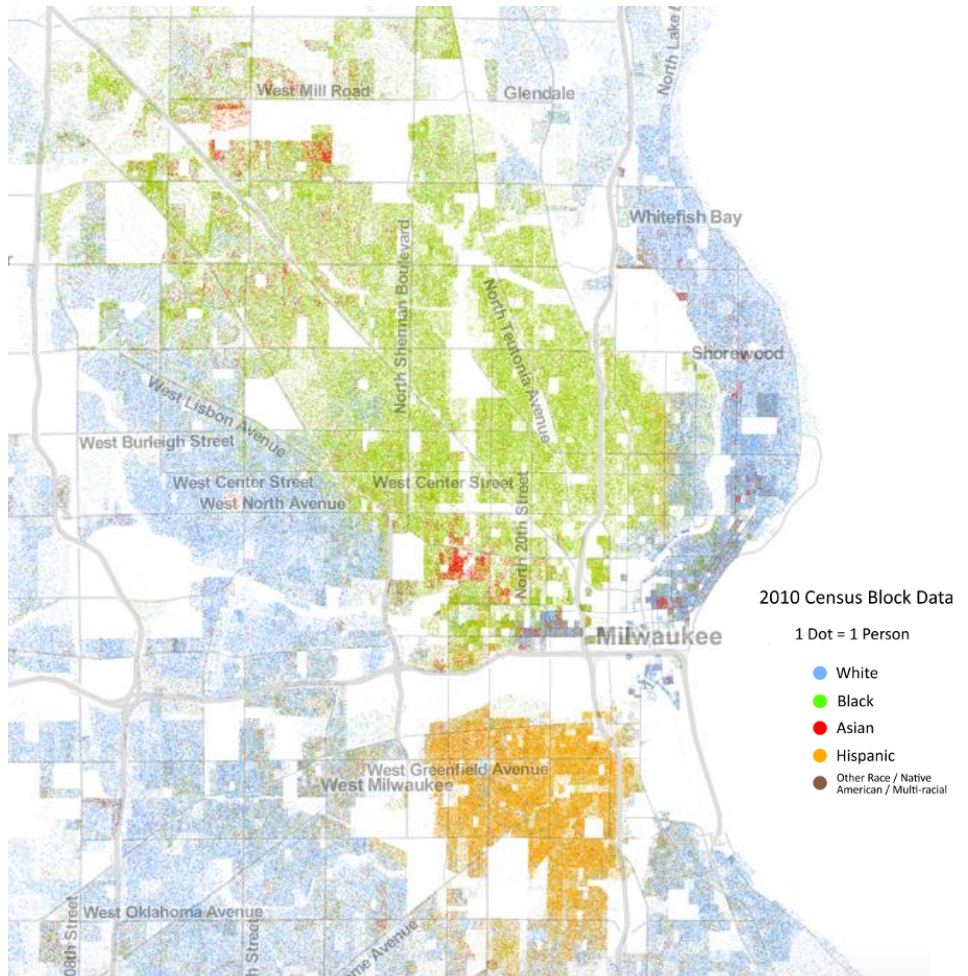 North Lake
West Mill Road
Glendale
Whitefish Bay
North Sherman Boulevard
North Teutonia Avenue
Shorewood
West Lisbon Avenue
West Burleigh Street
West Center Street
West Center Street
West North Avenue
North 20th Street
2010 Census Block Data
Milwaukee
1 Dot = 1 Person
White
Black
Asian
Hispanic
Other Race / Native
American / Multi-racial
West Greenfield Avenue
West Milwaukee
West Oklahoma Avenue
08th Street
h Street
me Avenue